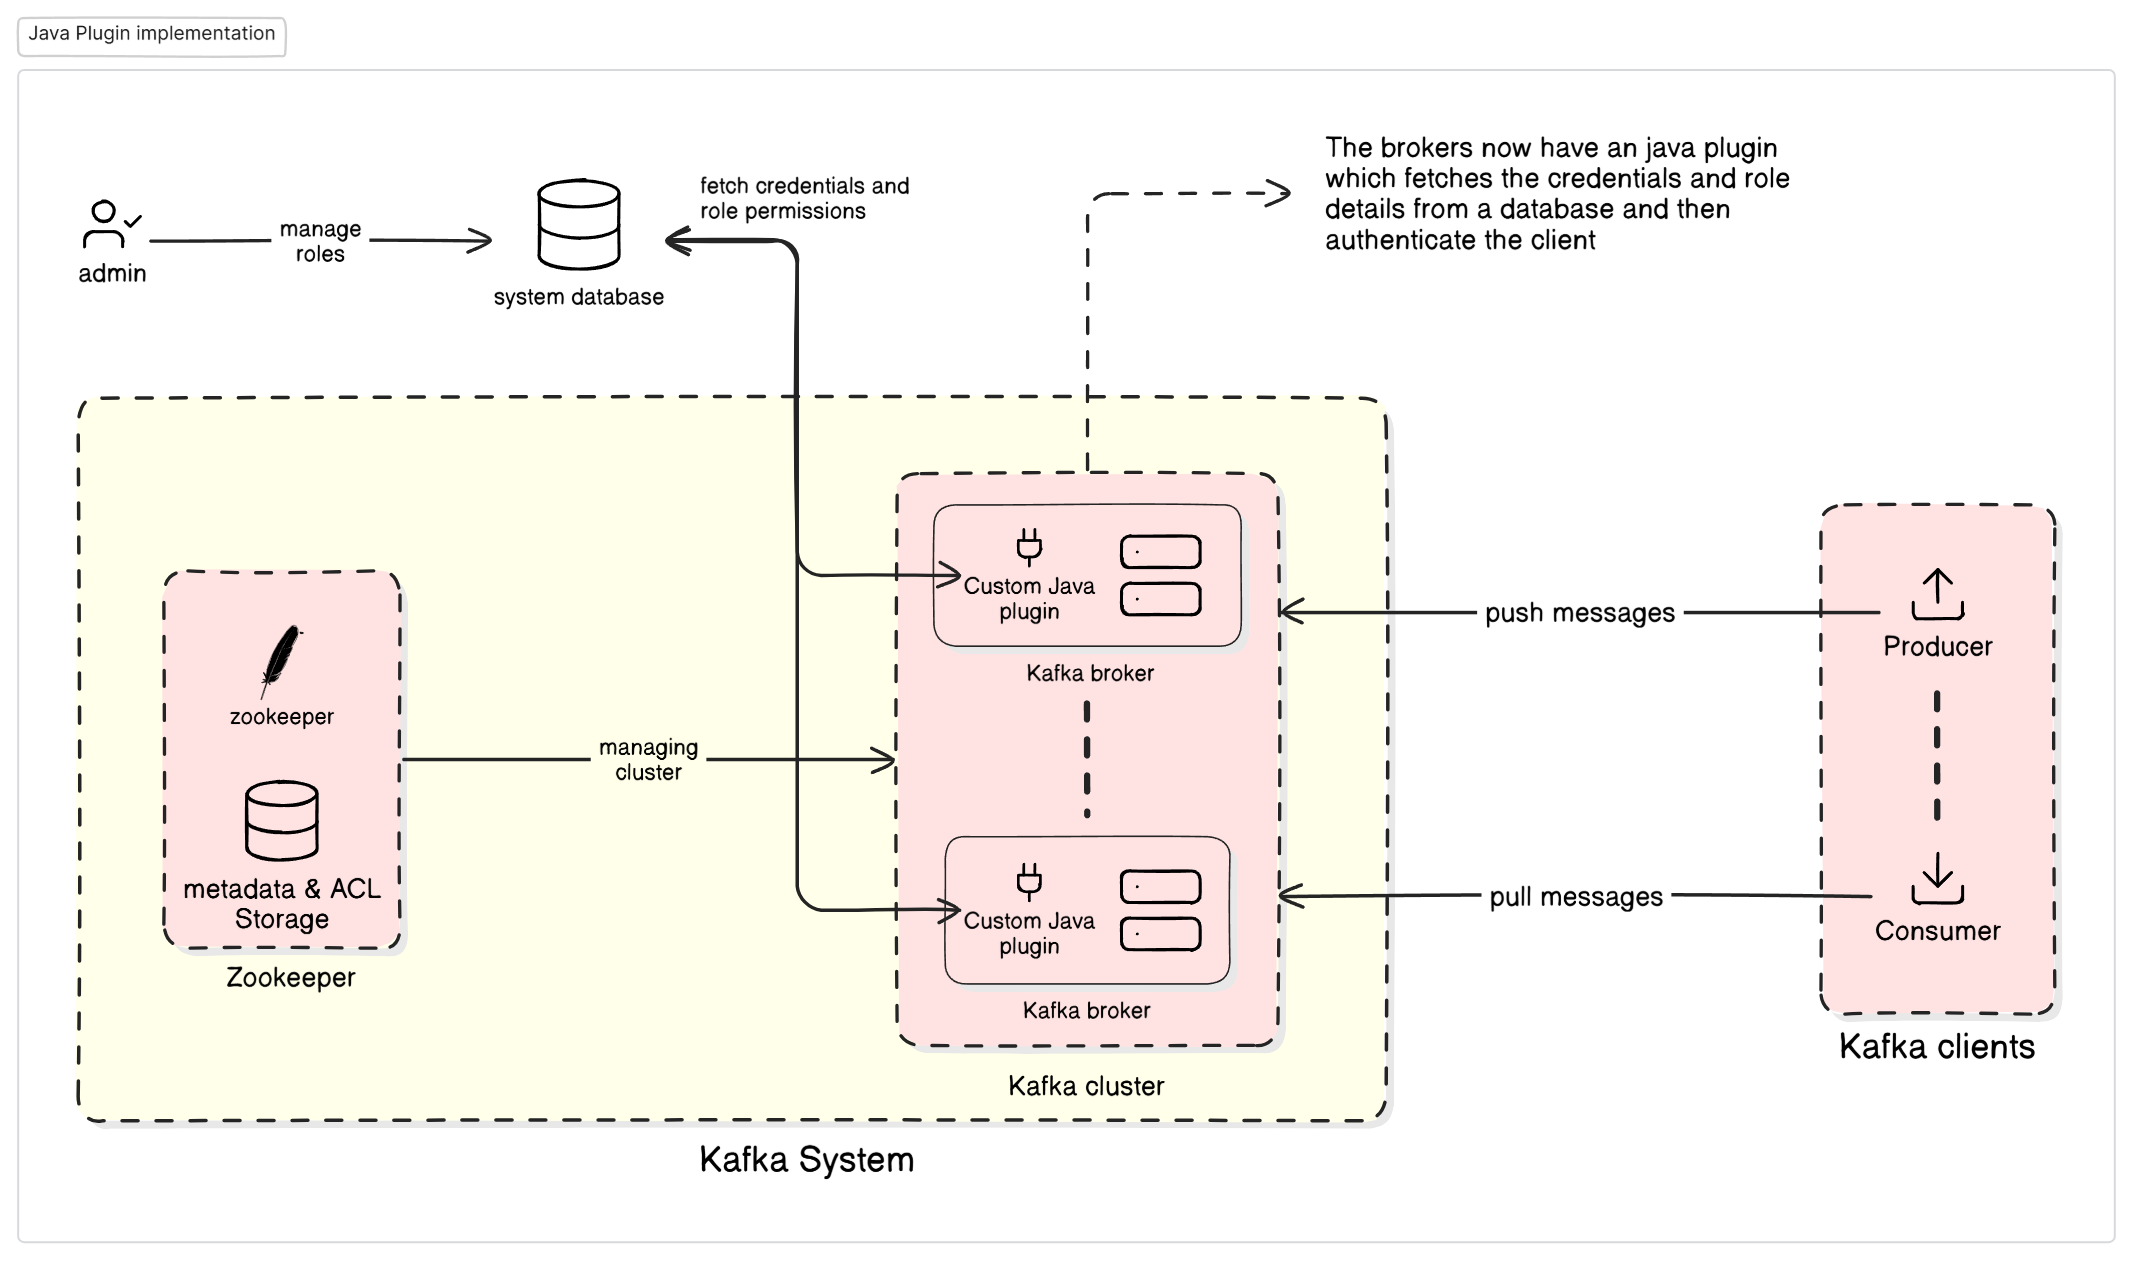 Java Plugin implementation
The brokers now have an java plugin
which fetches the credentials and role
details from a database and then
authenticate the client
fetch credentials and
role permissions
manage
roles
admin
system database
Custom Java
plugin
Kafka broker
push messages
Producer
zookeeper
managing
cluster
metadata & ACL
Storage
Zookeeper
Custom Java
plugin
Kafka broker
pull messages
Consumer
Kafka clients
Kafka cluster
Kafka System